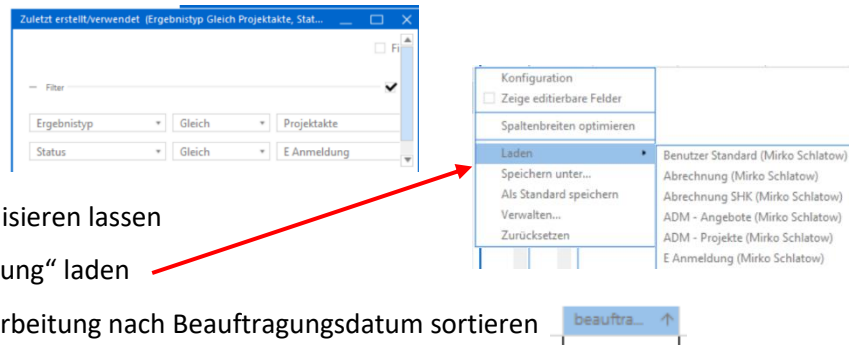 Zuletzt erstellt/verwendet (Ergebnistyp Gleich Projektakte, Stat...
Fi
Filter
Ergebnistyp Gleich Projektakte
Status Gleich E Anmeldung
Konfiguration
Zeige editierbare Felder
Spaltenbreiten optimieren
Laden
Speichern unter...
Als Standard speichern
Verwalten...
Zurücksetzen
Benutzer Standard (Mirko Schlatow)
Abrechnung (Mirko Schlatow)
Abrechnung SHK (Mirko Schlatow)
ADM - Angebote (Mirko Schlatow)
ADM - Projekte (Mirko Schlatow)
E Anmeldung (Mirko Schlatow)
isieren lassen
ung“ laden
rbeitung nach Beauftragungsdatum sortieren
beauftra...